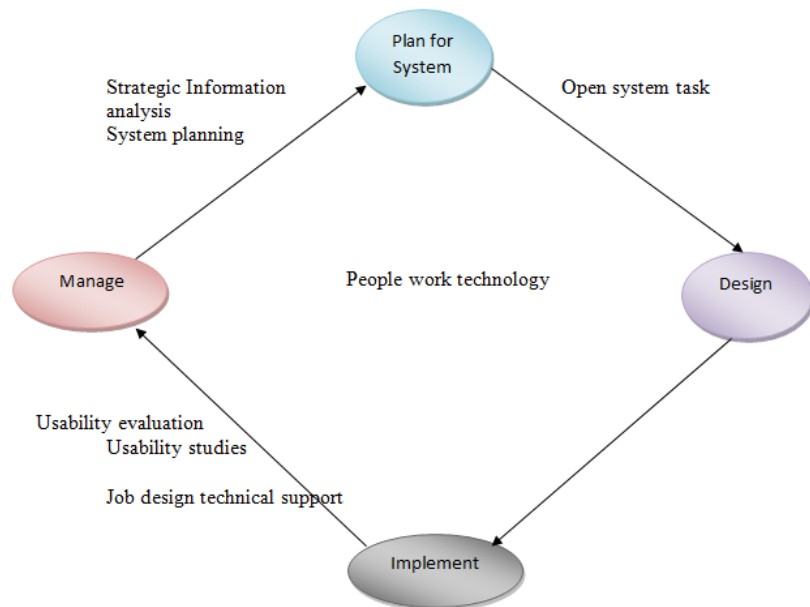 Plan for
System
Strategic Information
analysis
System planning
Open system task
Manage
People work technology
Design
Usability evaluation
Usability studies
Job design technical support
Implement